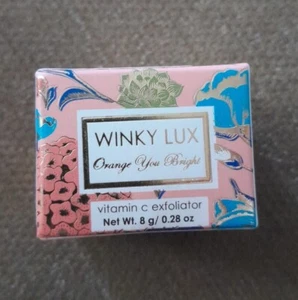 WINKY LUX
Orange You Bright
vitamin c exfoliator
Net Wt. 8 g/ 0.28 oz